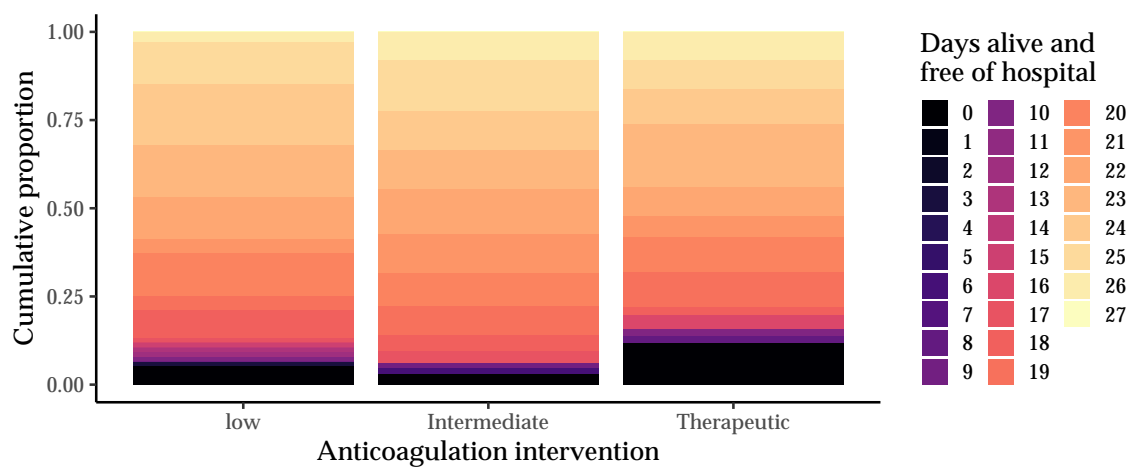 1.00
0.75
0.50
0.25
0.00
Cumulative proportion
low Intermediate Therapeutic
Anticoagulation intervention
Days alive and
free of hospital
0 10 20
1 11 21
2 12 22
3 13 23
4 14 24
5 15 25
6 16 26
7 17 27
8 18
9 19